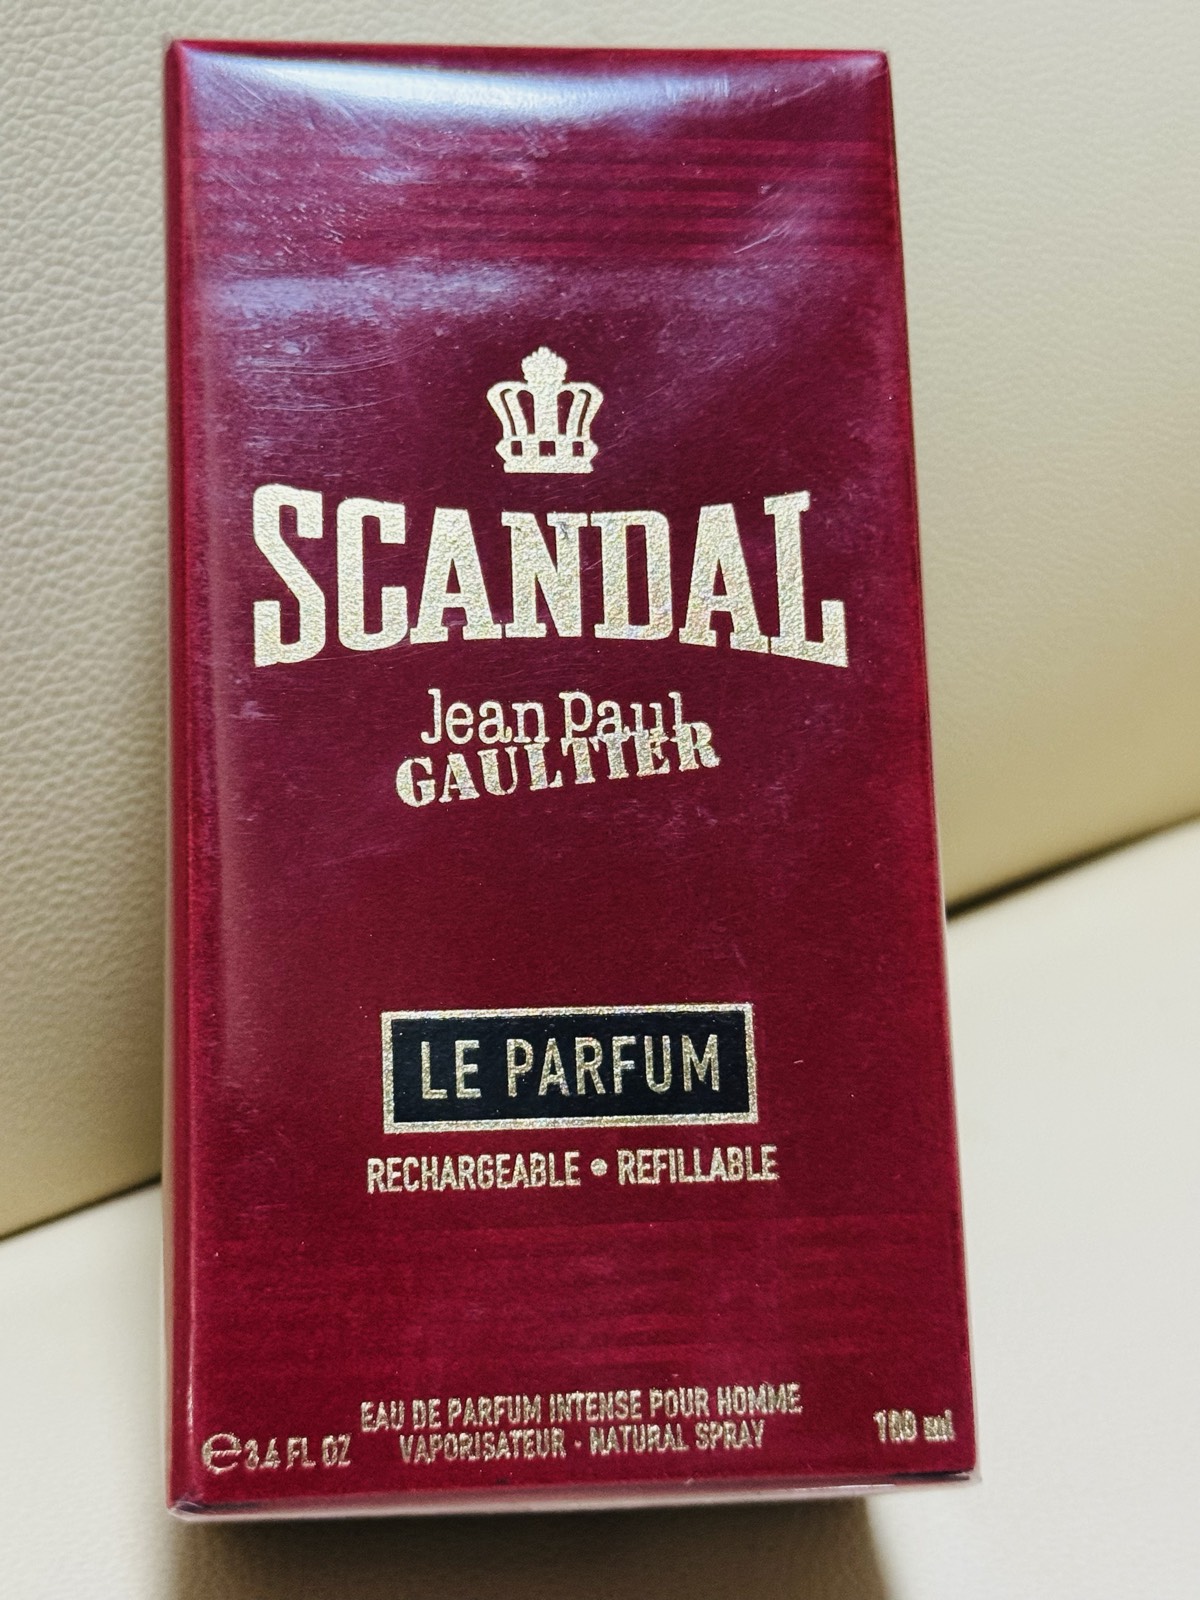 SCANDAL
Jean Paul
GAULTIER
LE PARFUM
RECHARGEABLE • REFILLABLE
EAU DE PARFUM INTENSE POUR HOMME
VAPORISATEUR · NATURAL SPRAY
℮ 3.4 FL OZ
100 ml